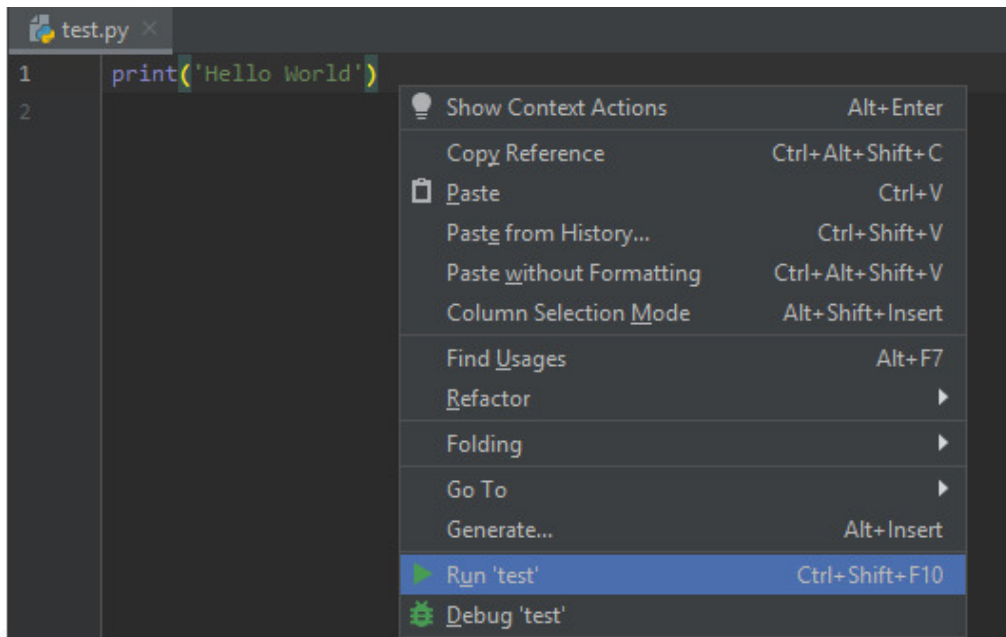 test.py
1 print('Hello World')
2
Show Context Actions Alt+Enter
Copy Reference Ctrl+Alt+Shift+C
Paste Ctrl+V
Paste from History... Ctrl+Shift+V
Paste without Formatting Ctrl+Alt+Shift+V
Column Selection Mode Alt+Shift+Insert
Find Usages Alt+F7
Refactor
Folding
Go To
Generate... Alt+Insert
Run 'test' Ctrl+Shift+F10
Debug 'test'